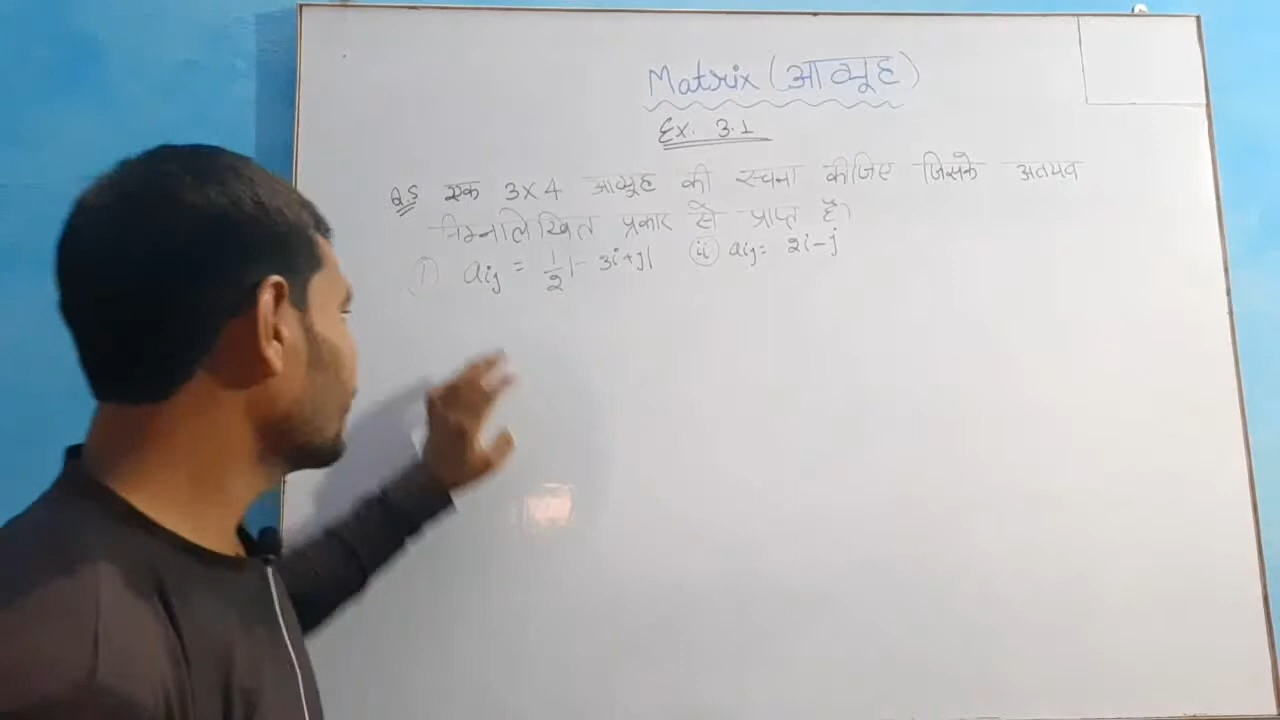 Matrix (आव्यूह)
Ex. 3.1
Q.5 एक 3×4 आव्यूह की रचना कीजिए जिसके अवयव
निम्नलिखित प्रकार से प्राप्त है।
(i) aij = 1/2 |-3i+j| (ii) aij = 2i-j